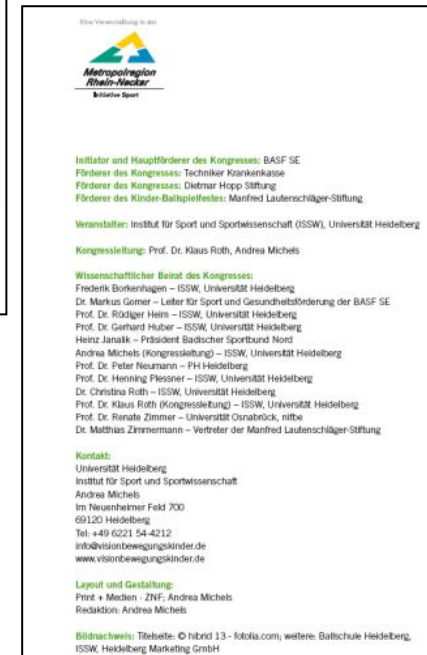 Eine Veranstaltung in der
Metropolregion
Rhein-Neckar
Initiative Sport
Initiator und Hauptförderer des Kongresses: BASF SE
Förderer des Kongresses: Techniker Krankenkasse
Förderer des Kongresses: Dietmar Hopp Stiftung
Förderer des Kinder-Ballspielfestes: Manfred Lautenschläger-Stiftung
Veranstalter: Institut für Sport und Sportwissenschaft (ISSW), Universität Heidelberg
Kongressleitung: Prof. Dr. Klaus Roth, Andrea Michels
Wissenschaftlicher Beirat des Kongresses:
Frederik Borkenhagen – ISSW, Universität Heidelberg
Dr. Markus Gomer – Leiter für Sport und Gesundheitsförderung der BASF SE
Prof. Dr. Rüdiger Heim – ISSW, Universität Heidelberg
Prof. Dr. Gerhard Huber – ISSW, Universität Heidelberg
Heinz Janalik – Präsident Badischer Sportbund Nord
Andrea Michels (Kongressleitung) – ISSW, Universität Heidelberg
Prof. Dr. Peter Neumann – PH Heidelberg
Prof. Dr. Henning Plessner – ISSW, Universität Heidelberg
Dr. Christina Roth – ISSW, Universität Heidelberg
Prof. Dr. Klaus Roth (Kongressleitung) – ISSW, Universität Heidelberg
Prof. Dr. Renate Zimmer – Universität Osnabrück, nifbe
Dr. Matthias Zimmermann – Vertreter der Manfred Lautenschläger-Stiftung
Kontakt:
Universität Heidelberg
Institut für Sport und Sportwissenschaft
Andrea Michels
Im Neuenheimer Feld 700
69120 Heidelberg
Tel: +49 6221 54-4212
info@visionbewegungskinder.de
www.visionbewegungskinder.de
Layout und Gestaltung:
Print + Medien - ZNF; Andrea Michels
Redaktion: Andrea Michels
Bildnachweis: Titelseite: © hibrid 13 - fotolia.com; weitere: Ballschule Heidelberg,
ISSW, Heidelberg Marketing GmbH